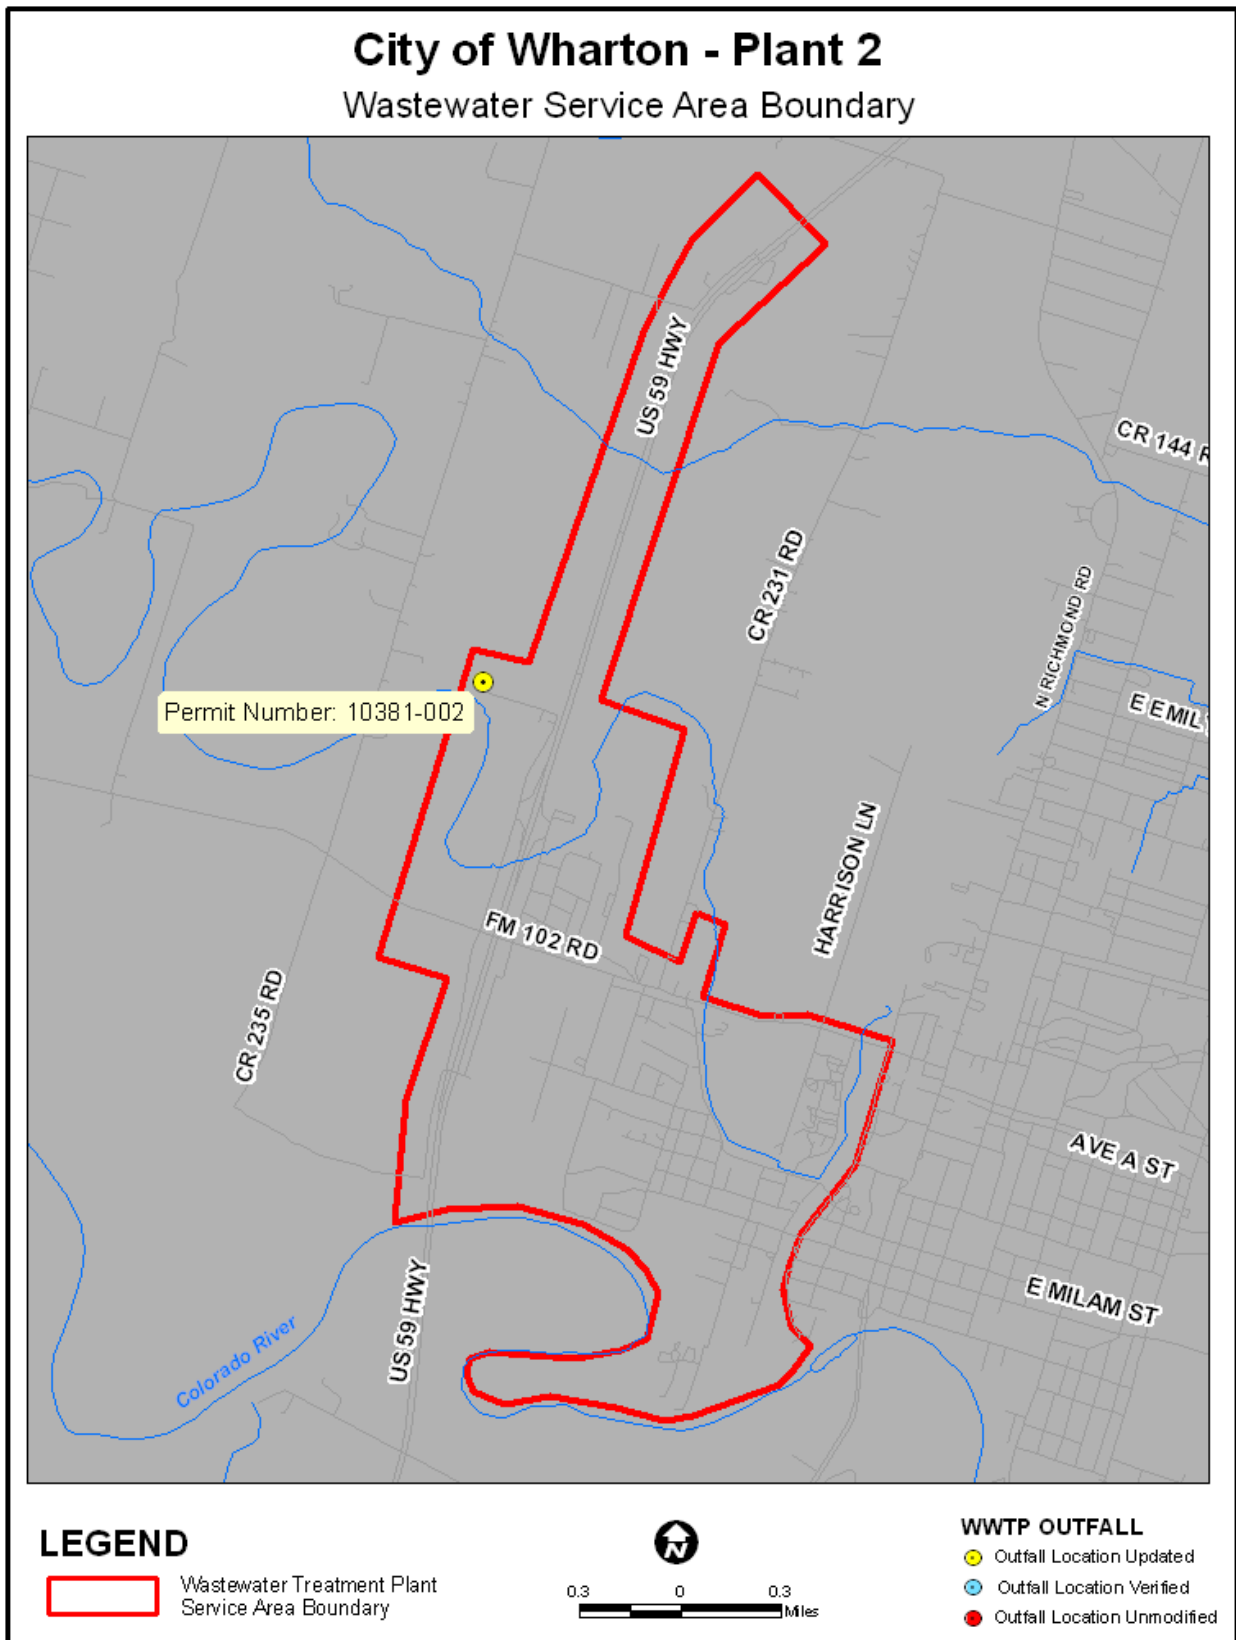 City of Wharton - Plant 2
Wastewater Service Area Boundary
US 59 HWY
CR 144 R
CR 231 RD
N RICHMOND RD
E EMIL
Permit Number: 10381-002
HARRISON LN
FM 102 RD
CR 235 RD
AVE A ST
E MILAM ST
US 59 HWY
Colorado River
LEGEND
Wastewater Treatment Plant
Service Area Boundary
N
0.3 0 0.3
Miles
WWTP OUTFALL
Outfall Location Updated
Outfall Location Verified
Outfall Location Unmodified